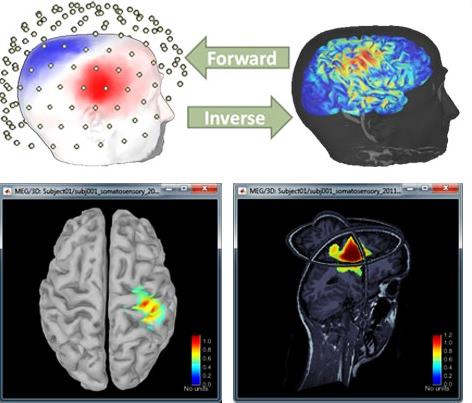 Forward
Inverse
MEG/3D: Subject01/subj001_somatosensory_20...
MEG/3D: Subject01/subj001_somatosensory_2011...
1.0
0.8
0.6
0.4
0.2
0.0
No units
1.2
1.0
0.8
0.6
0.4
0.2
0.0
No units